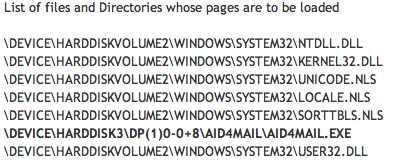 List of files and Directories whose pages are to be loaded
\DEVICE\HARDDISKVOLUME2\WINDOWS\SYSTEM32\NTDLL.DLL
\DEVICE\HARDDISKVOLUME2\WINDOWS\SYSTEM32\KERNEL32.DLL
\DEVICE\HARDDISKVOLUME2\WINDOWS\SYSTEM32\UNICODE.NLS
\DEVICE\HARDDISKVOLUME2\WINDOWS\SYSTEM32\LOCALE.NLS
\DEVICE\HARDDISKVOLUME2\WINDOWS\SYSTEM32\SORTTBLS.NLS
\DEVICE\HARDDISK3\DP(1)0-0+8\AID4MAIL\AID4MAIL.EXE
\DEVICE\HARDDISKVOLUME2\WINDOWS\SYSTEM32\USER32.DLL